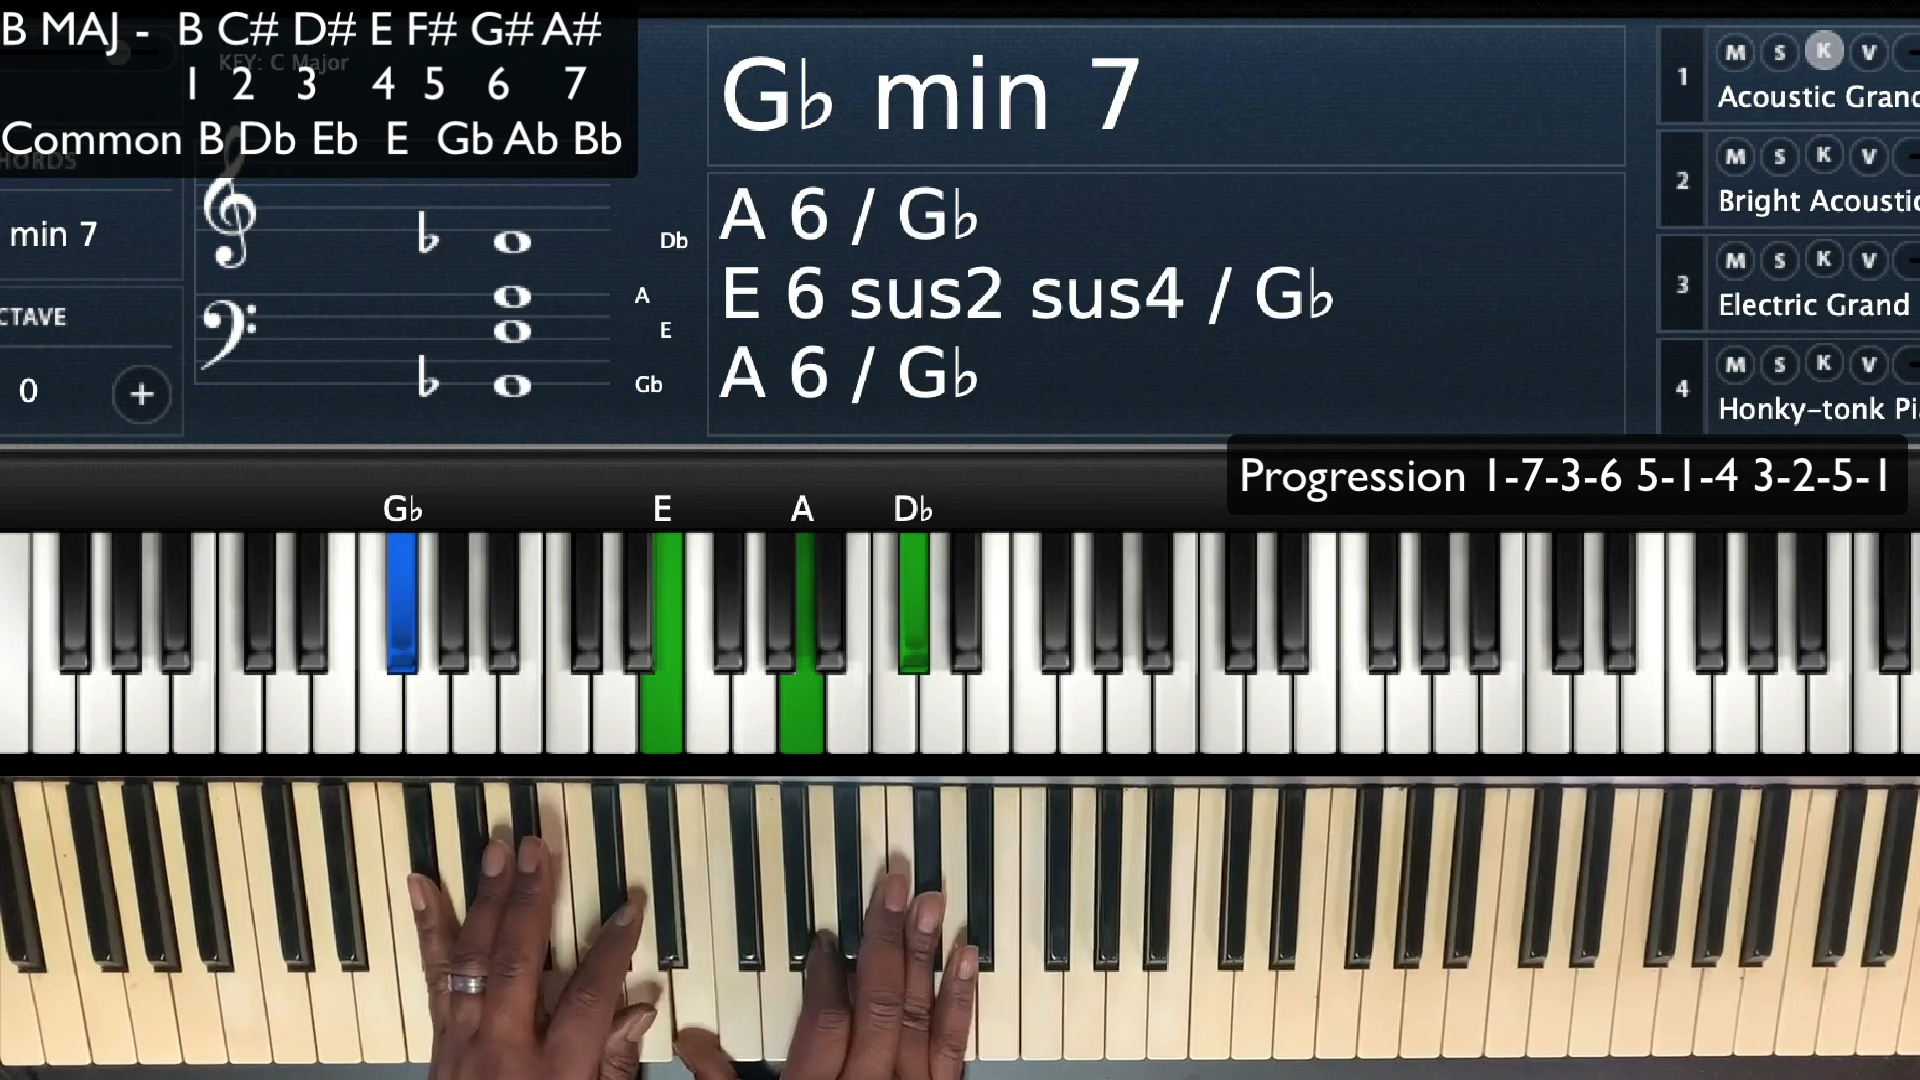 B MAJ - B C# D# E F# G# A#
KEY: C Major
1 2 3 4 5 6 7
Common B Db Eb E Gb Ab Bb
min 7
0 +
Db
A
E
Gb
G♭ min 7
A 6 / G♭
E 6 sus2 sus4 / G♭
A 6 / G♭
1 M S K V
Acoustic Grand
2 M S K V
Bright Acoustic
3 M S K V
Electric Grand
4 M S K V
Honky-tonk
Progression 1-7-3-6 5-1-4 3-2-5-1
G♭ E A D♭